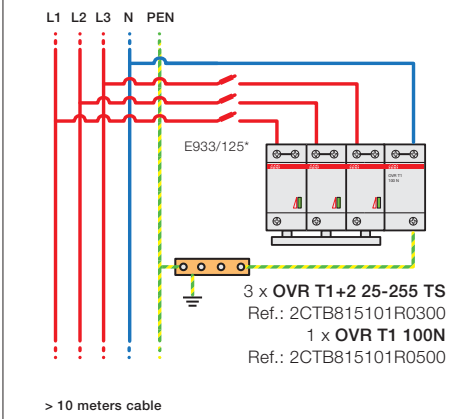 L1 L2 L3 N PEN
E933/125*
OVR T1
100 N
3 x OVR T1+2 25-255 TS
Ref.: 2CTB815101R0300
1 x OVR T1 100N
Ref.: 2CTB815101R0500
> 10 meters cable